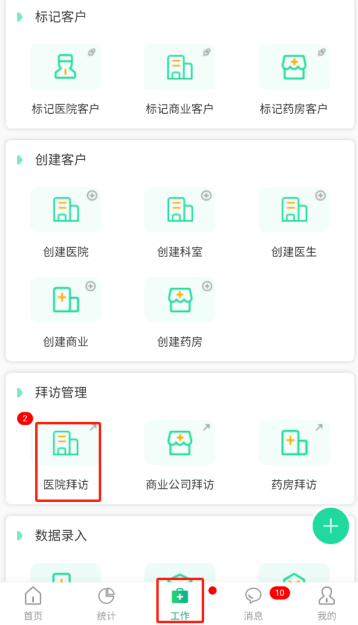 标记客户
标记医院客户 标记商业客户 标记药房客户
创建客户
创建医院 创建科室 创建医生
创建商业 创建药房
拜访管理
2
医院拜访 商业公司拜访 药房拜访
数据录入
10
首页 统计 工作 消息 我的